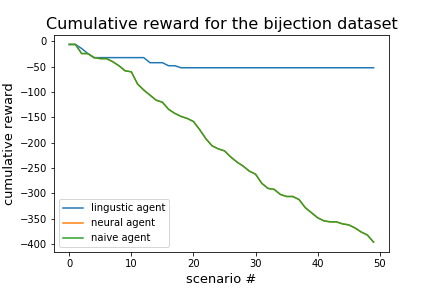 Cumulative reward for the bijection dataset
0
−50
−100
−150
−200
−250
−300
−350
−400
cumulative reward
lingustic agent
neural agent
naive agent
0 10 20 30 40 50
scenario #